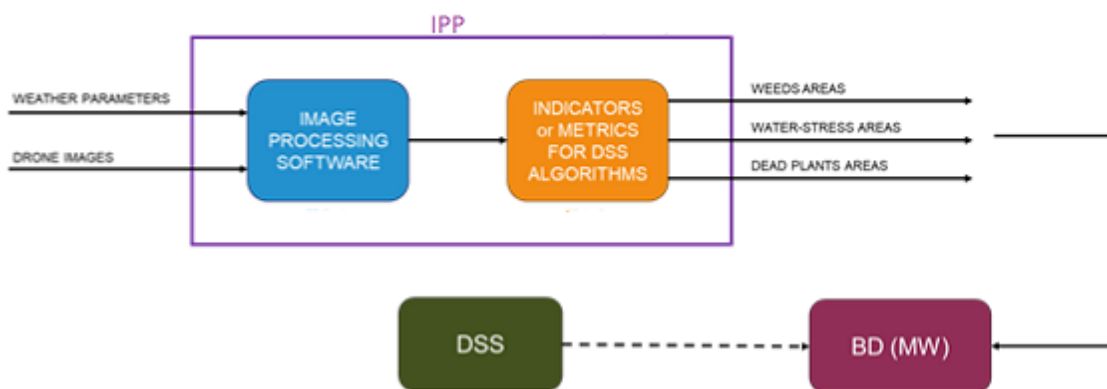 IPP
WEATHER PARAMETERS
DRONE IMAGES
IMAGE
PROCESSING
SOFTWARE
INDICATORS
or METRICS
FOR DSS
ALGORITHMS
WEEDS AREAS
WATER-STRESS AREAS
DEAD PLANTS AREAS
DSS
BD (MW)